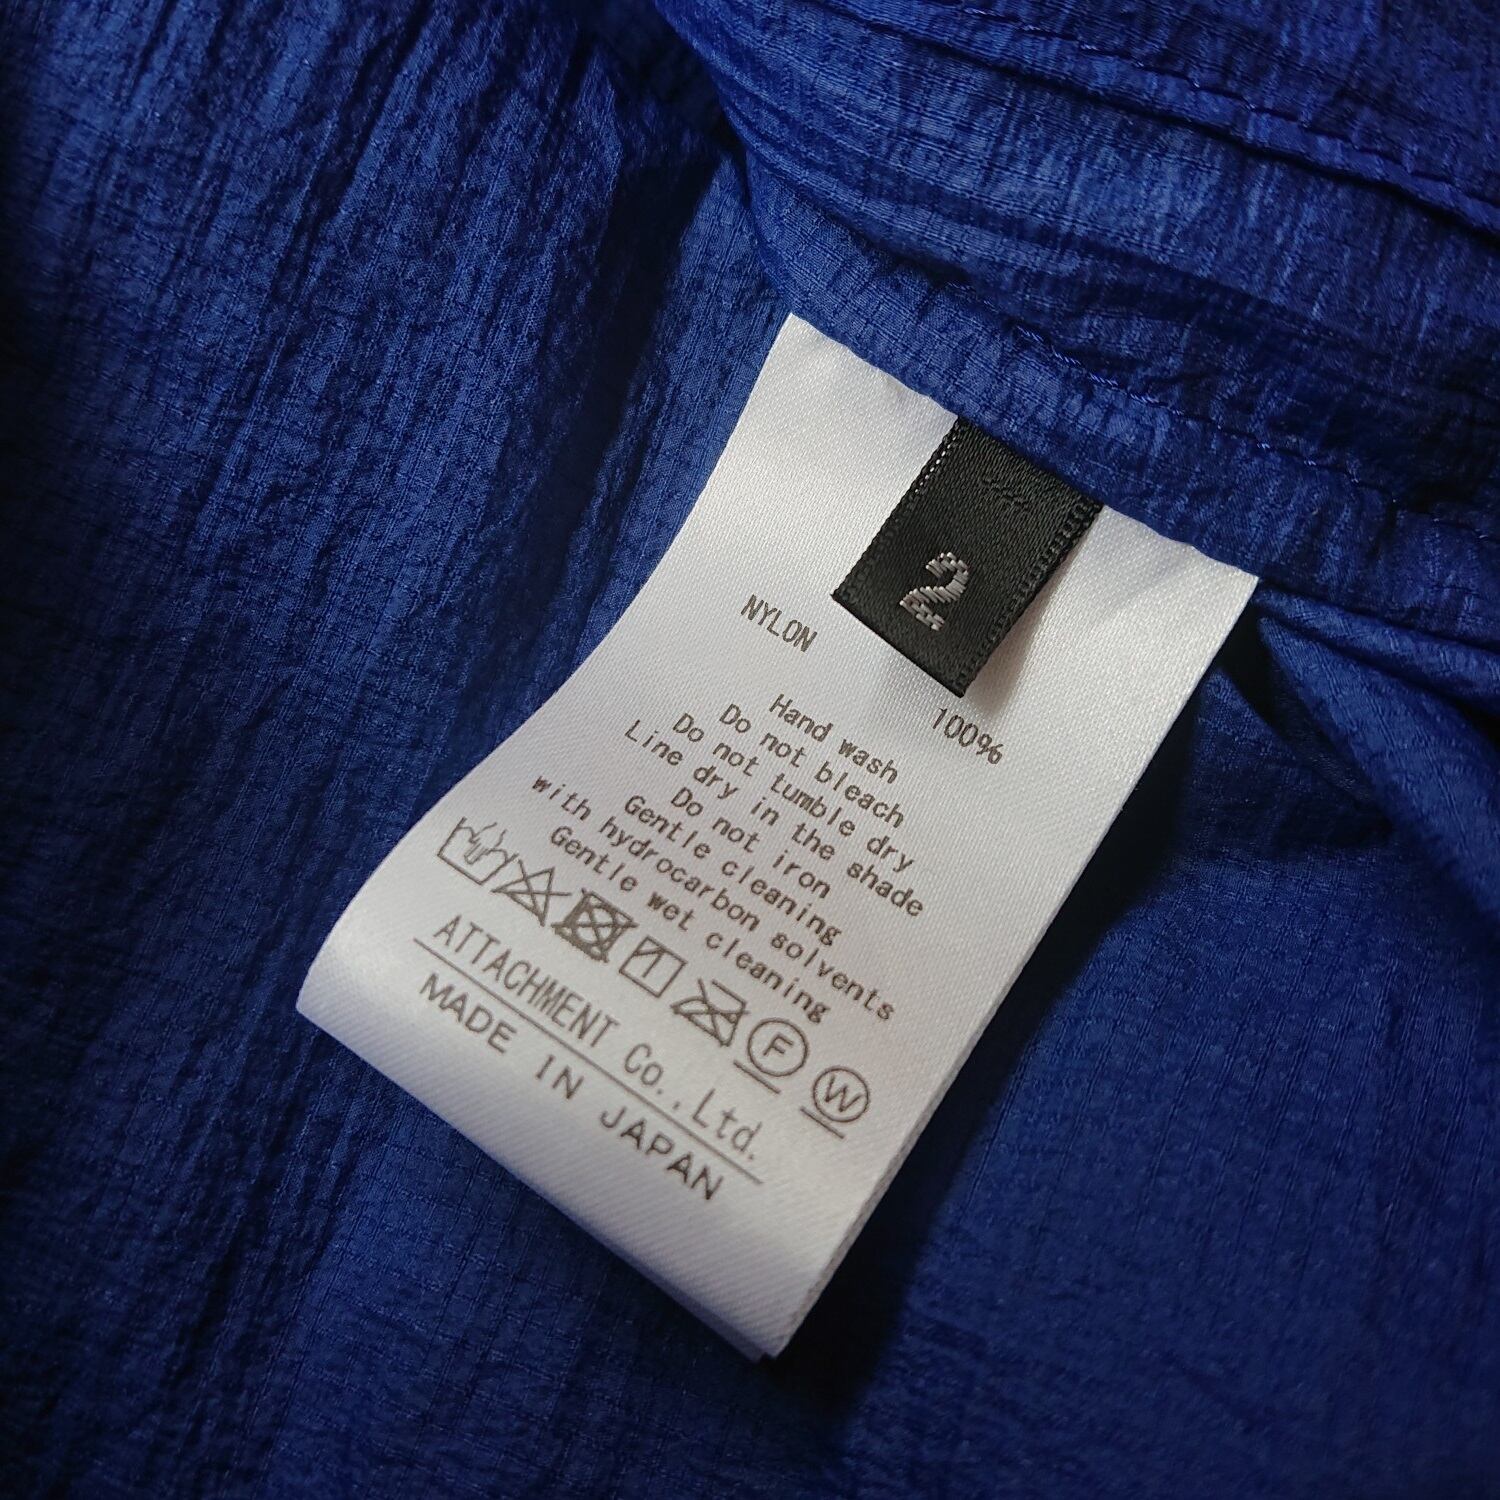 2
NYLON 100%
Hand wash
Do not bleach
Do not tumble dry
Line dry in the shade
Do not iron
Gentle cleaning
with hydrocarbon solvents
Gentle wet cleaning
F W
ATTACHMENT Co., Ltd.
MADE IN JAPAN